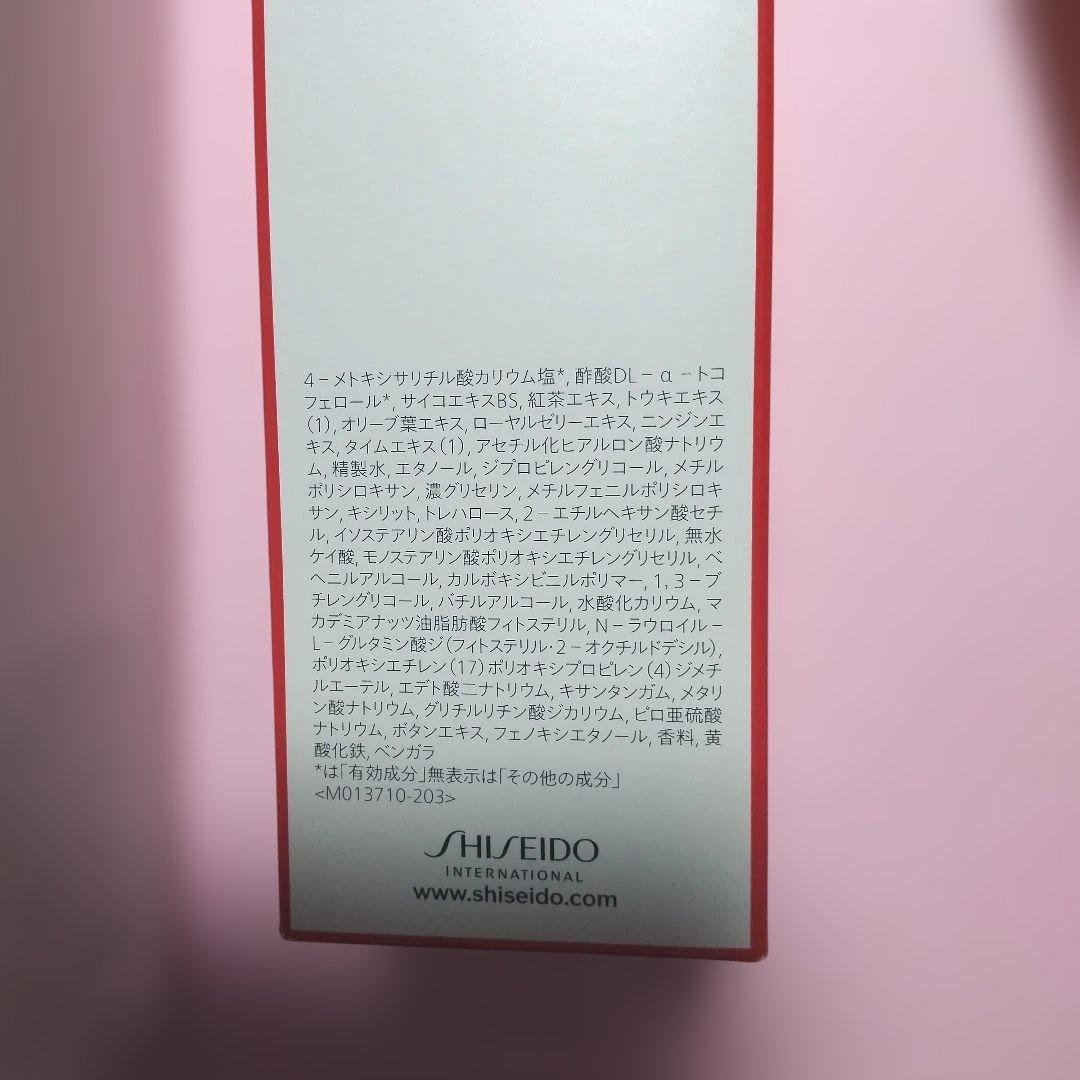 4−メトキシサリチル酸カリウム塩*, 酢酸DL−α−トコ
フェロール*, サイコエキスBS, 紅茶エキス, トウキエキス
(1), オリーブ葉エキス, ローヤルゼリーエキス, ニンジンエ
キス, タイムエキス(1), アセチル化ヒアルロン酸ナトリウ
ム, 精製水, エタノール, ジプロピレングリコール, メチル
ポリシロキサン, 濃グリセリン, メチルフェニルポリシロキ
サン, キシリット, トレハロース, 2−エチルヘキサン酸セチ
ル, イソステアリン酸ポリオキシエチレングリセリル, 無水
ケイ酸, モノステアリン酸ポリオキシエチレングリセリル, ベ
ヘニルアルコール, カルボキシビニルポリマー, 1, 3−ブ
チレングリコール, バチルアルコール, 水酸化カリウム, マ
カデミアナッツ油脂肪酸フィトステリル, N−ラウロイル−
L−グルタミン酸ジ(フィトステリル・2−オクチルドデシル),
ポリオキシエチレン(17)ポリオキシプロピレン(4)ジメチ
ルエーテル, エデト酸二ナトリウム, キサンタンガム, メタリ
ン酸ナトリウム, グリチルリチン酸ジカリウム, ピロ亜硫酸
ナトリウム, ボタンエキス, フェノキシエタノール, 香料, 黄
酸化鉄, ベンガラ
*は「有効成分」無表示は「その他の成分」
<M013710-203>
SHISEIDO
INTERNATIONAL
www.shiseido.com